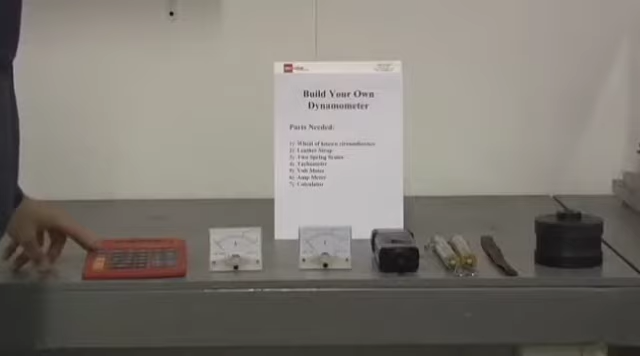 Build Your Own
Dynamometer
Parts Needed:
1) Wheel of known circumference
2) Leather Strap
3) Two Spring Scales
4) Tachometer
5) Volt Meter
6) Amp Meter
7) Calculator